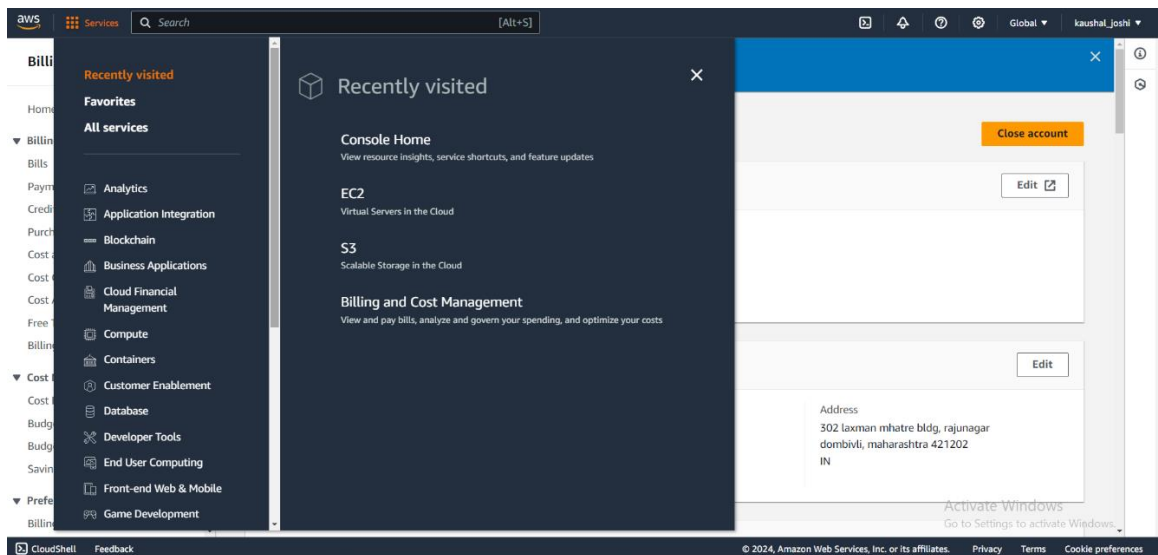 aws
Services
Search
[Alt+S]
Global
kaushal_joshi
Billi
Home
Billin
Bills
Paym
Credi
Purch
Cost
Cost
Cost
Free
Billin
Cost
Cost
Budg
Budg
Savin
Prefe
Billin
Recently visited
Favorites
All services
Analytics
Application Integration
Blockchain
Business Applications
Cloud Financial
Management
Compute
Containers
Customer Enablement
Database
Developer Tools
End User Computing
Front-end Web & Mobile
Game Development
Recently visited
Console Home
View resource insights, service shortcuts, and feature updates
EC2
Virtual Servers in the Cloud
S3
Scalable Storage in the Cloud
Billing and Cost Management
View and pay bills, analyze and govern your spending, and optimize your costs
Close account
Edit
Edit
Address
302 laxman mhatre bldg, rajunagar
dombivli, maharashtra 421202
IN
Activate Windows
Go to Settings to activate Windows.
CloudShell Feedback
© 2024, Amazon Web Services, Inc. or its affiliates. Privacy Terms Cookie preferences